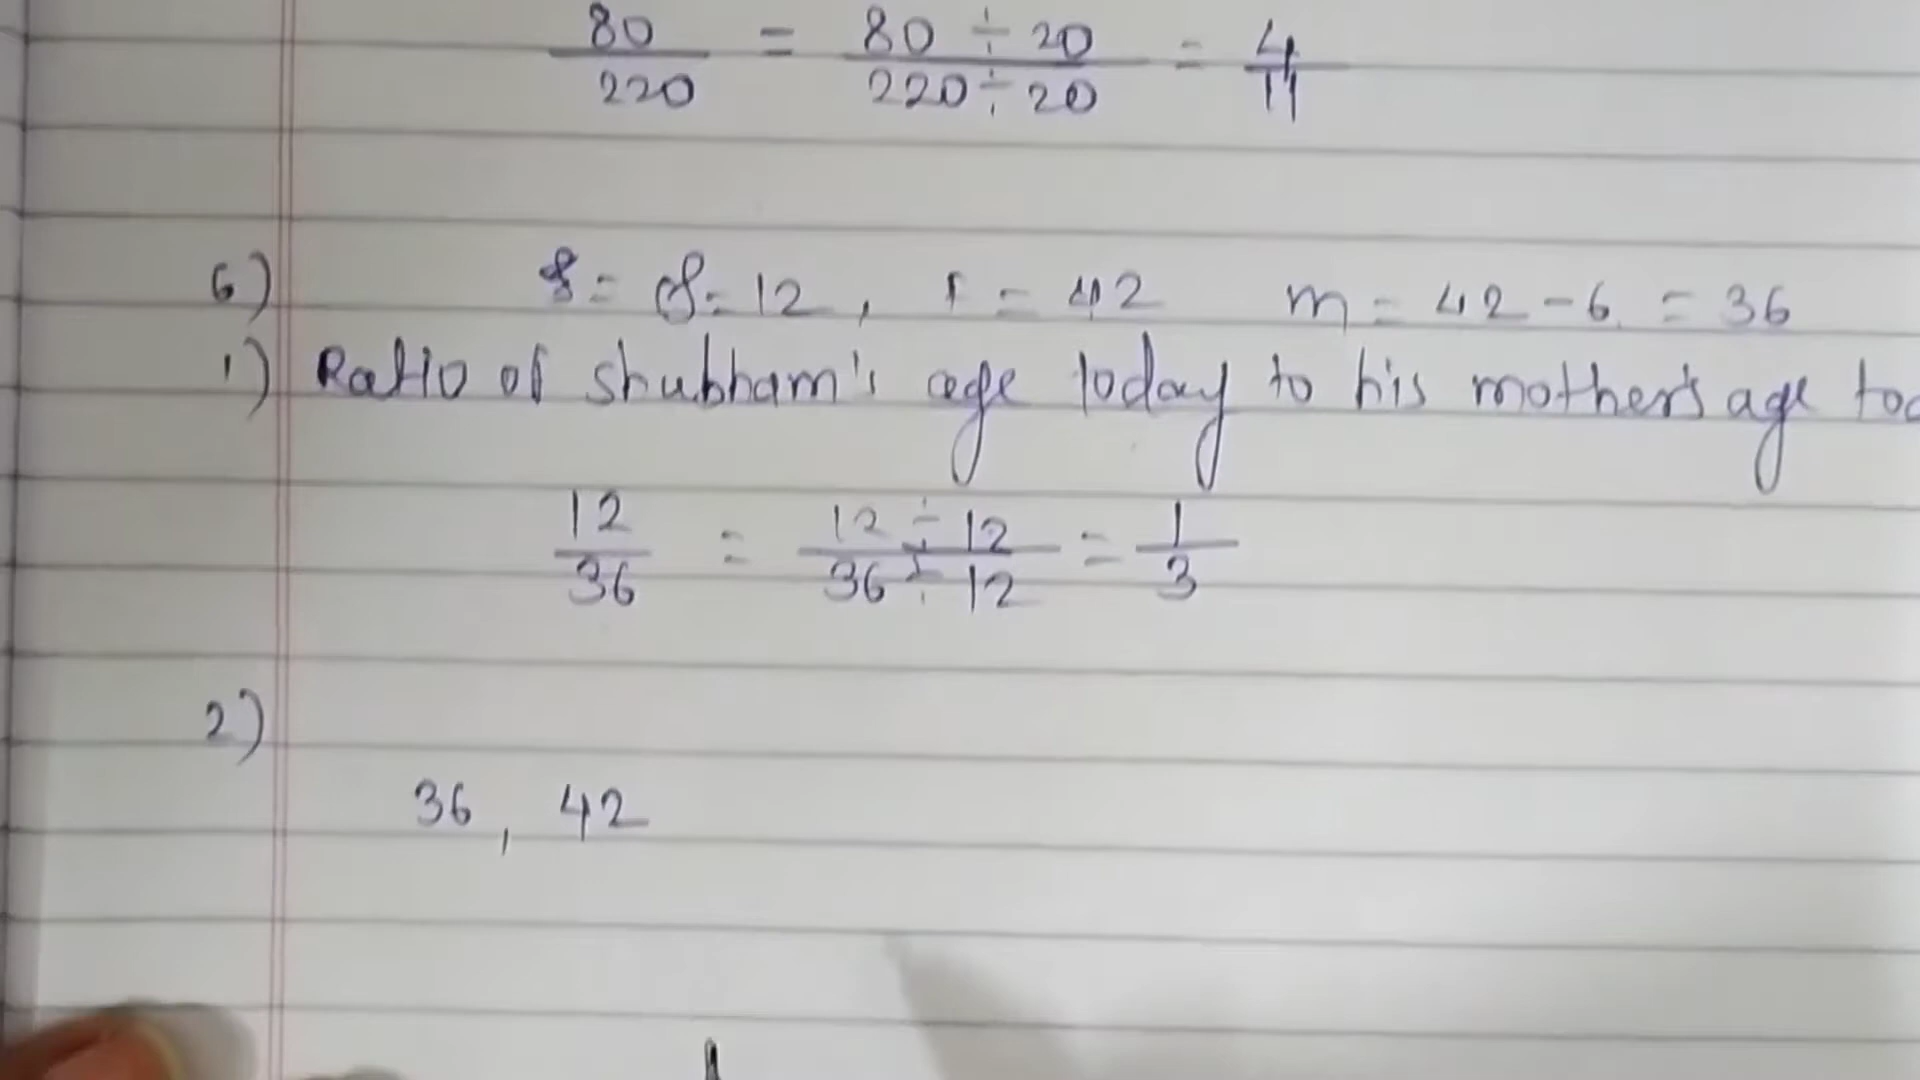 80/220 = 80 ÷ 20/220 ÷ 20 = 4/11
6) S = 12, f = 42 m = 42 - 6 = 36
1) Ratio of shubham's age today to his mother's age
12/36 = 12 ÷ 12/36 ÷ 12 = 1/3
2)
36, 42